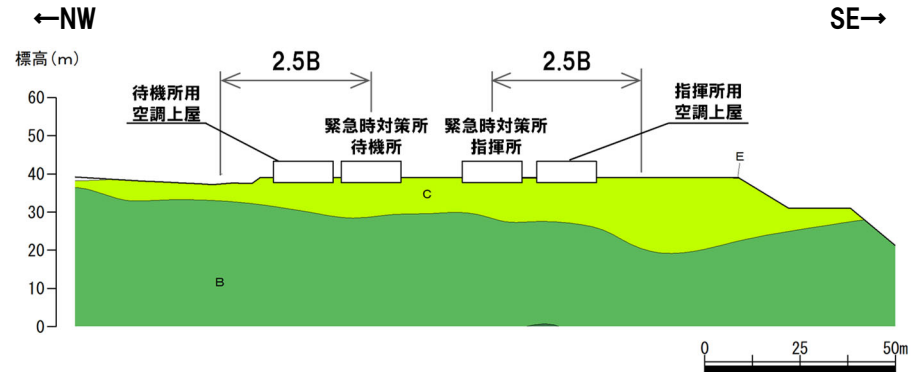 ←NW
SE→
標高(m)
2.5B
2.5B
待機所用
空調上屋
緊急時対策所
待機所
緊急時対策所
指揮所
指揮所用
空調上屋
60
50
40
30
20
10
0
E
C
B
0
25
50m